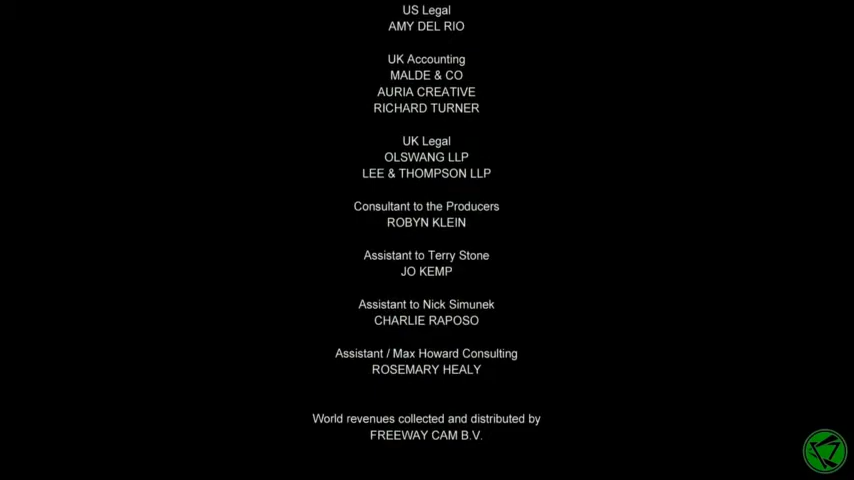 US Legal
AMY DEL RIO
UK Accounting
MALDE & CO
AURIA CREATIVE
RICHARD TURNER
UK Legal
OLSWANG LLP
LEE & THOMPSON LLP
Consultant to the Producers
ROBYN KLEIN
Assistant to Terry Stone
JO KEMP
Assistant to Nick Simunek
CHARLIE RAPOSO
Assistant / Max Howard Consulting
ROSEMARY HEALY
World revenues collected and distributed by
FREEWAY CAM B.V.